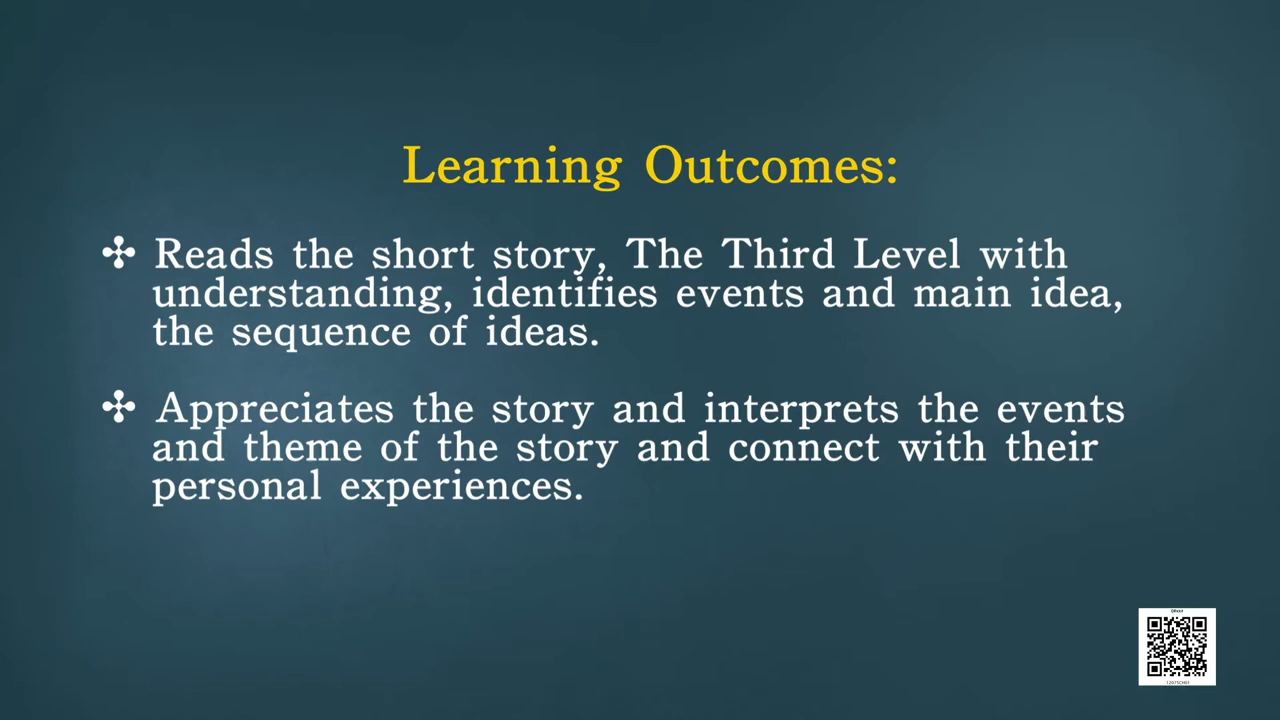 Learning Outcomes:
✣ Reads the short story, The Third Level with
understanding, identifies events and main idea,
the sequence of ideas.
✣ Appreciates the story and interprets the events
and theme of the story and connect with their
personal experiences.